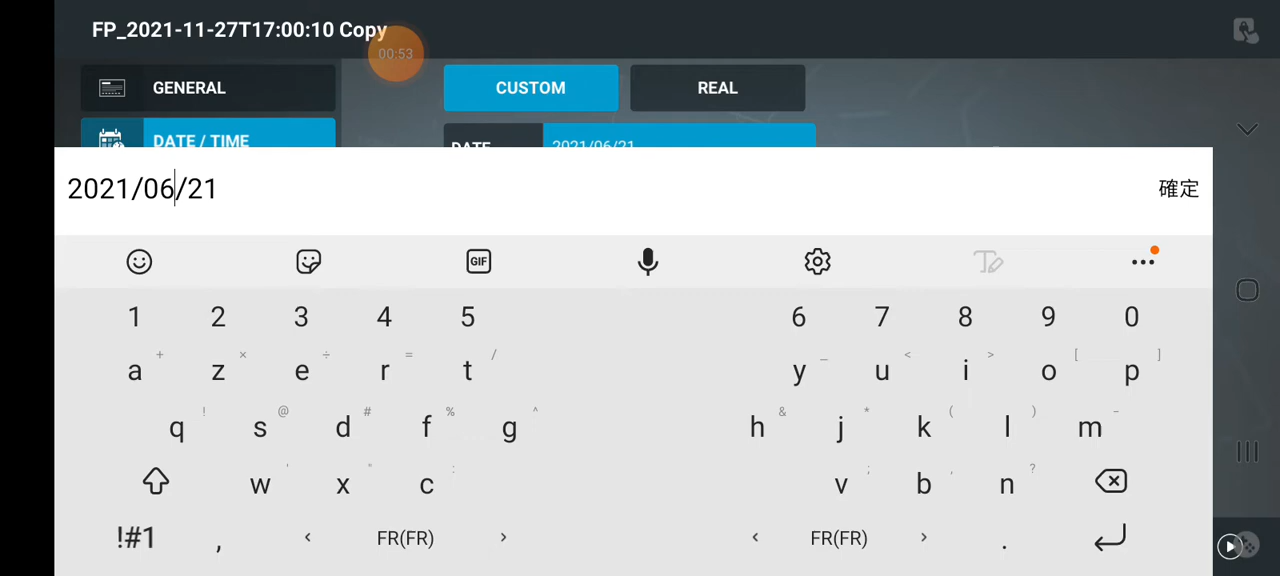 FP_2021-11-27T17:00:10 Copy
00:53
GENERAL
CUSTOM
REAL
DATE / TIME
DATE
2021/06/21
2021/06/21
確定
GIF
1 2 3 4 5 6 7 8 9 0
+ × ÷ = / _ < > [ ]
a z e r t y u i o p
! @ # % ^ & * ( ) -
q s d f g h j k l m
' " : ; , ?
w x c v b n
!#1 , < FR(FR) > < FR(FR) > .